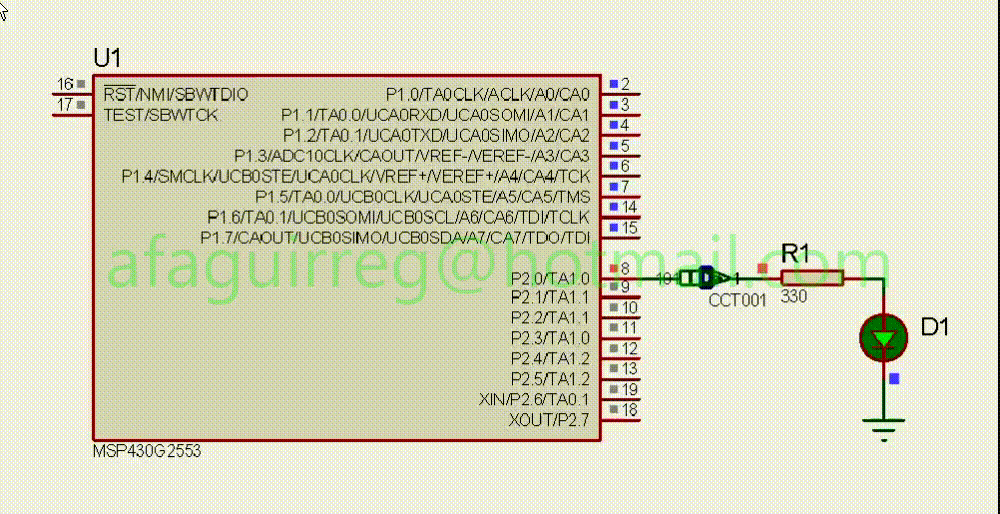 U1
16
RST/NMI/SBWTDIO
17
TEST/SBWTCK
P1.0/TA0CLK/ACLK/A0/CA0
2
P1.1/TA0.0/UCA0RXD/UCA0SOMI/A1/CA1
3
P1.2/TA0.1/UCA0TXD/UCA0SIMO/A2/CA2
4
P1.3/ADC10CLK/CAOUT/VREF-/VEREF-/A3/CA3
5
P1.4/SMCLK/UCB0STE/UCA0CLK/VREF+/VEREF+/A4/CA4/TCK
6
P1.5/TA0.0/UCB0CLK/UCA0STE/A5/CA5/TMS
7
P1.6/TA0.1/UCB0SOMI/UCB0SCL/A6/CA6/TDI/TCLK
14
P1.7/CAOUT/UCB0SIMO/UCB0SDA/A7/CA7/TDO/TDI
15
afaguirreg@hotmail.com
P2.0/TA1.0
8
P2.1/TA1.1
9
P2.2/TA1.1
10
P2.3/TA1.0
11
P2.4/TA1.2
12
P2.5/TA1.2
13
XIN/P2.6/TA0.1
19
XOUT/P2.7
18
MSP430G2553
1
CCT001
R1
330
D1